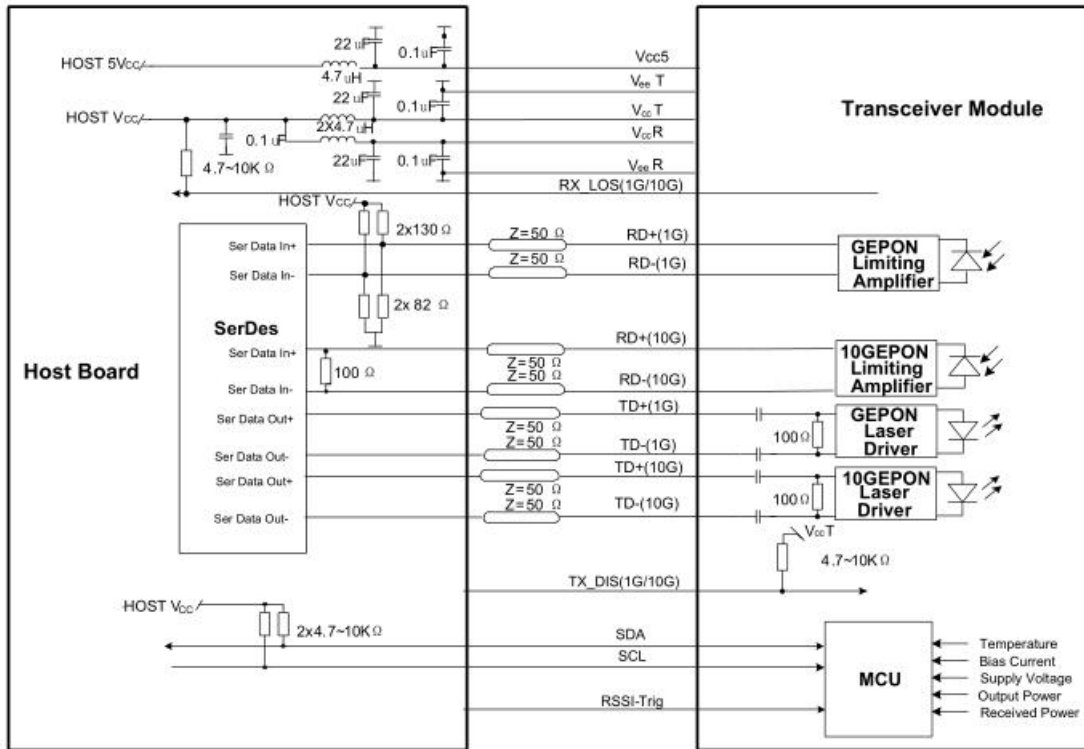 22 uF
0.1uF
HOST 5Vcc
Vcc5
4.7 uH
Vee T
22 uF
0.1uF
HOST Vcc
Vcc T
Transceiver Module
2X4.7 uH
0.1 uF
Vcc R
4.7~10K Ω
22uF
0.1uF
Vee R
RX_LOS(1G/10G)
HOST Vcc
2x130 Ω
Z=50 Ω
RD+(1G)
Ser Data In+
GEPON
Limiting
Amplifier
Z=50 Ω
RD-(1G)
Ser Data In-
2x 82 Ω
SerDes
RD+(10G)
Ser Data In+
Z=50 Ω
10GEPON
Limiting
Amplifier
Host Board
100 Ω
Z=50 Ω
Ser Data In-
RD-(10G)
TD+(1G)
Ser Data Out+
Z=50 Ω
100Ω
GEPON
Laser
Driver
Z=50 Ω
TD-(1G)
Ser Data Out-
TD+(10G)
Ser Data Out+
Z=50 Ω
100Ω
10GEPON
Laser
Driver
Z=50 Ω
TD-(10G)
Ser Data Out-
VccT
4.7~10K Ω
TX_DIS(1G/10G)
HOST Vcc
2x4.7~10KΩ
SDA
SCL
MCU
Temperature
Bias Current
Supply Voltage
Output Power
Received Power
RSSI-Trig